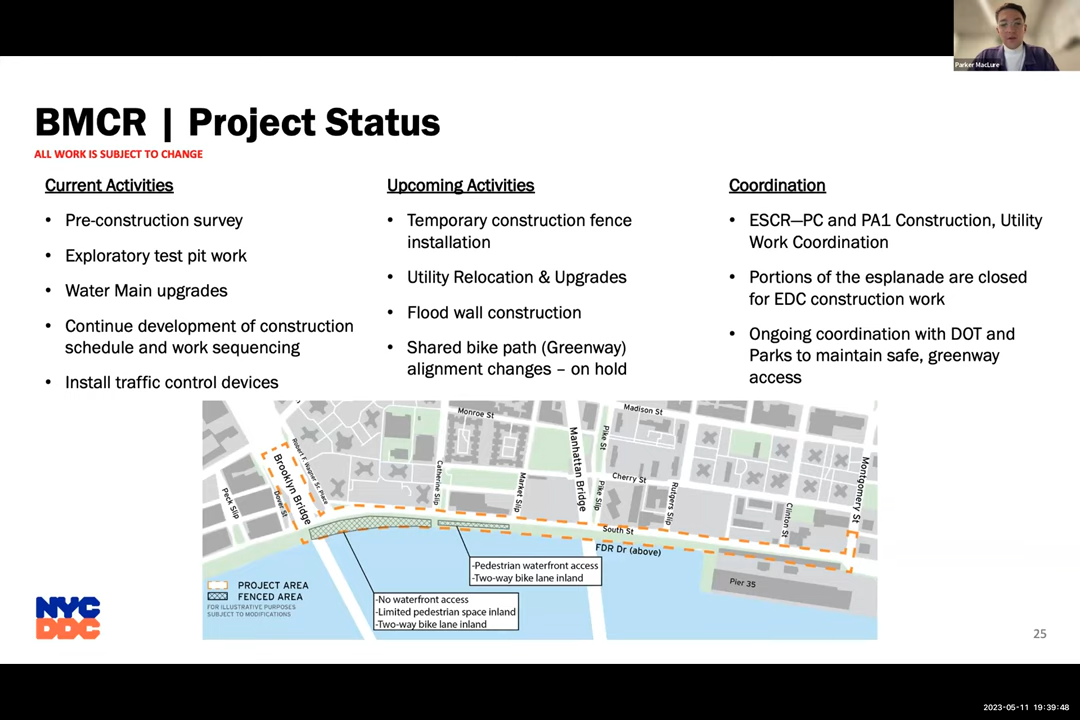 Parker MacLure
BMCR | Project Status
ALL WORK IS SUBJECT TO CHANGE
Current Activities
• Pre-construction survey
• Exploratory test pit work
• Water Main upgrades
• Continue development of construction
schedule and work sequencing
• Install traffic control devices
Upcoming Activities
• Temporary construction fence
installation
• Utility Relocation & Upgrades
• Flood wall construction
• Shared bike path (Greenway)
alignment changes – on hold
Coordination
• ESCR—PC and PA1 Construction, Utility
Work Coordination
• Portions of the esplanade are closed
for EDC construction work
• Ongoing coordination with DOT and
Parks to maintain safe, greenway
access
Monroe St
Madison St
Pike St
Manhattan Bridge
Robert F. Wagner Sr. Place
Brooklyn Bridge
Catherine Slip
Market Slip
Cherry St
Pike Slip
Rutgers Slip
Montgomery St
Clinton St
Peck Slip
Dover St
South St
FDR Dr (above)
Pier 35
-Pedestrian waterfront access
-Two-way bike lane inland
-No waterfront access
-Limited pedestrian space inland
-Two-way bike lane inland
PROJECT AREA
FENCED AREA
FOR ILLUSTRATIVE PURPOSES
SUBJECT TO MODIFICATIONS
NYC
DDC
25
2023-05-11 19:39:48